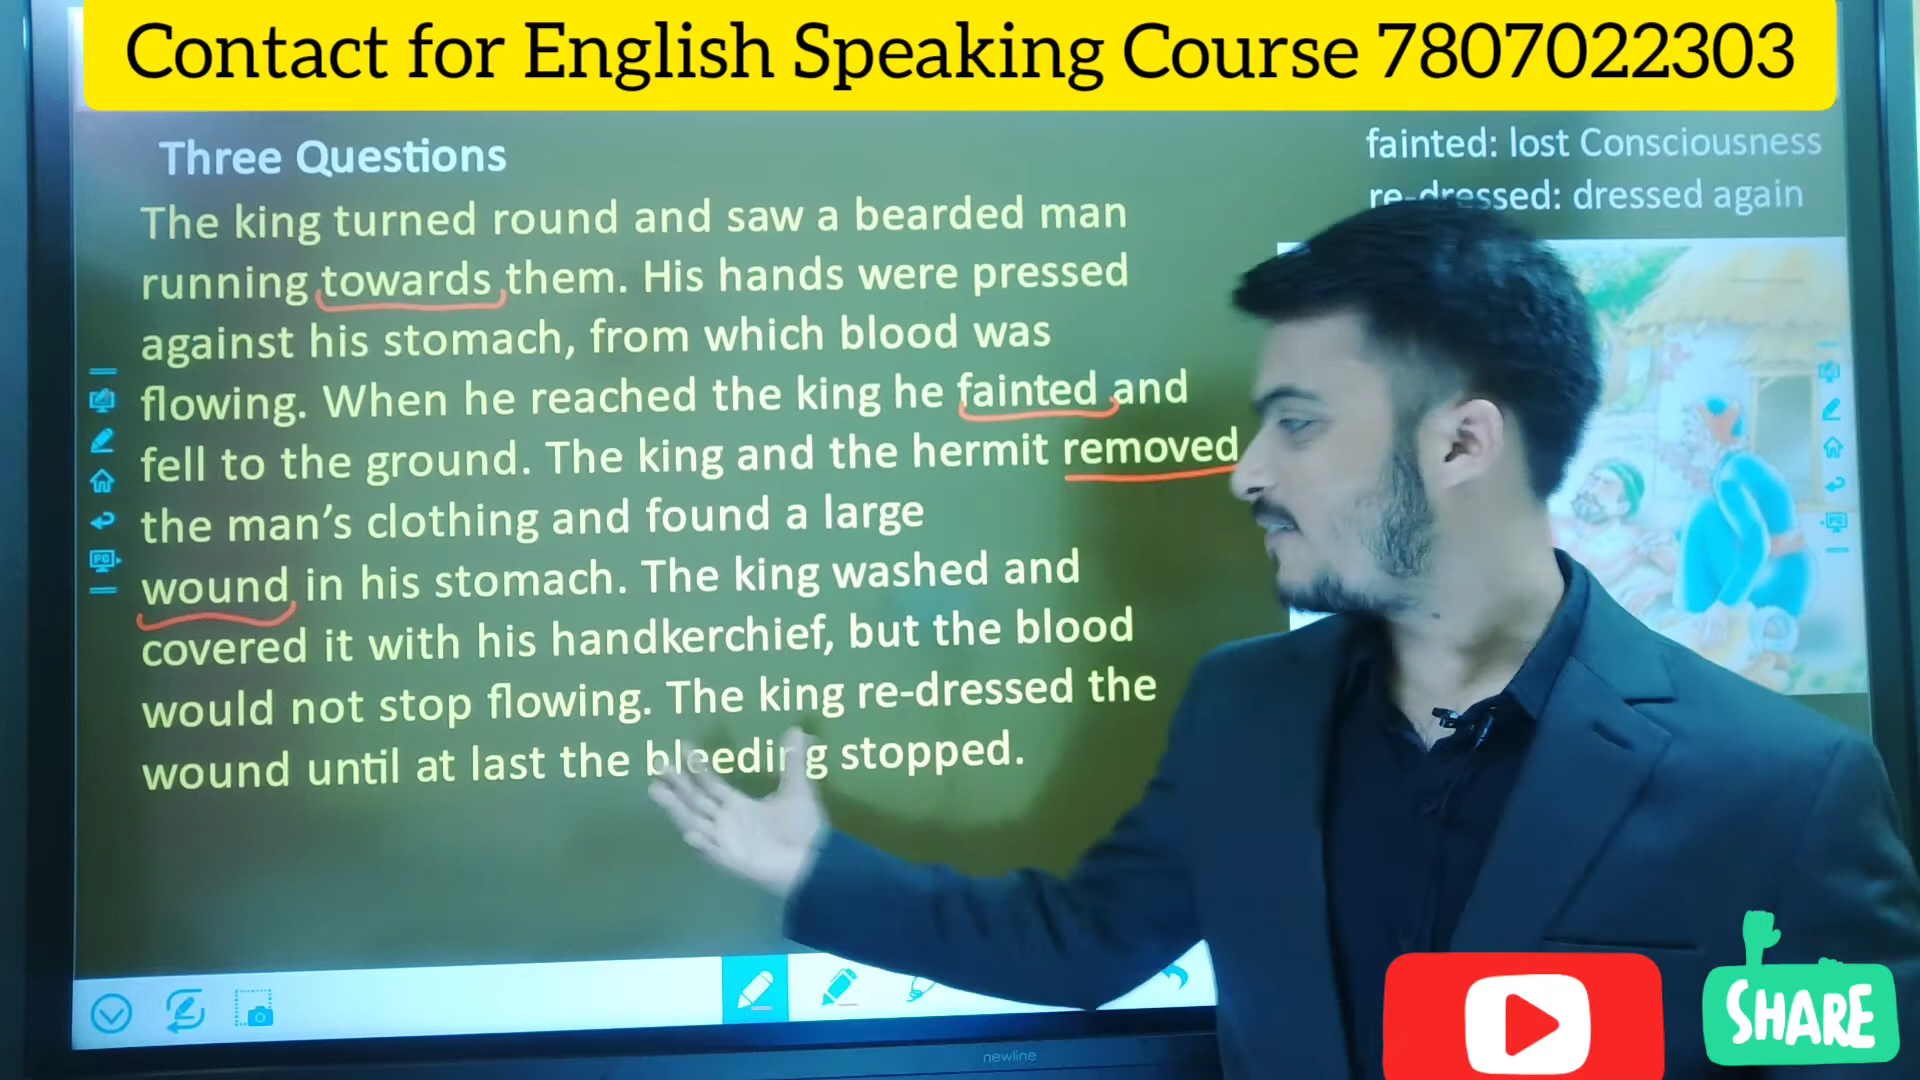 Contact for English Speaking Course 7807022303
Three Questions
The king turned round and saw a bearded man
running towards them. His hands were pressed
against his stomach, from which blood was
flowing. When he reached the king he fainted and
fell to the ground. The king and the hermit removed
the man's clothing and found a large
wound in his stomach. The king washed and
covered it with his handkerchief, but the blood
would not stop flowing. The king re-dressed the
wound until at last the bleeding stopped.
fainted: lost Consciousness
re-dressed: dressed again
PC
PC
newline
SHARE